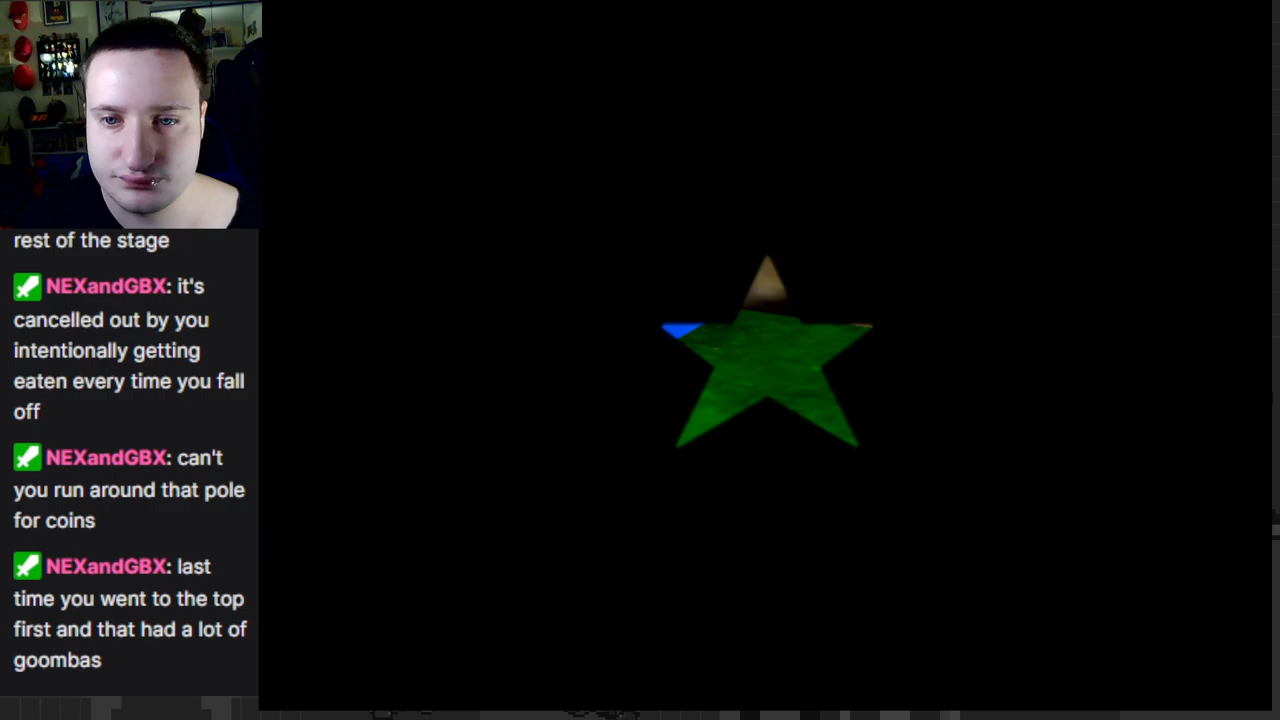 rest of the stage
NEXandGBX: it's
cancelled out by you
intentionally getting
eaten every time you fall
off
NEXandGBX: can't
you run around that pole
for coins
NEXandGBX: last
time you went to the top
first and that had a lot of
goombas